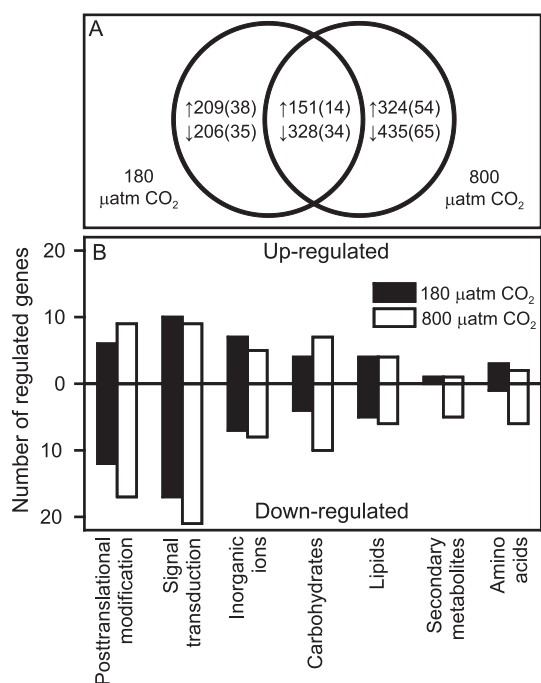 A
↑209(38)
↓206(35)
↑151(14)
↓328(34)
↑324(54)
↓435(65)
180
µatm CO₂
800
µatm CO₂
B
Up-regulated
180 µatm CO₂
800 µatm CO₂
Down-regulated
Number of regulated genes
20
10
0
10
20
Posttranslational
modification
Signal
transduction
Inorganic
ions
Carbohydrates
Lipids
Secondary
metabolites
Amino
acids